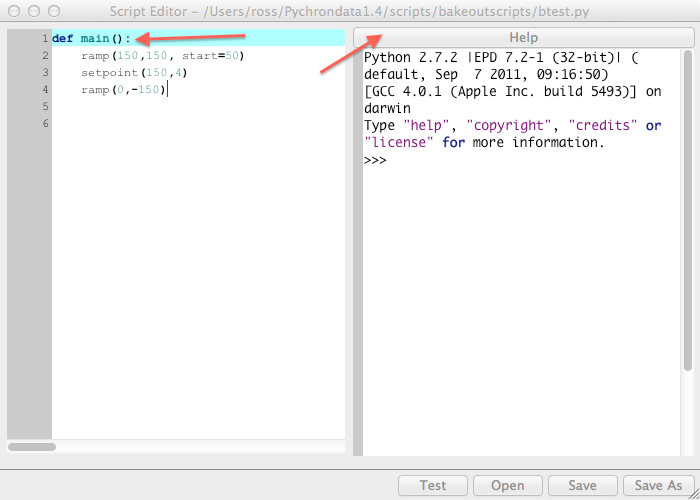 Script Editor – /Users/ross/Pychrondata1.4/scripts/bakeoutscripts/btest.py
1 def main():
2     ramp(150,150, start=50)
3     setpoint(150,4)
4     ramp(0,-150)
5
6
Help
Python 2.7.2 |EPD 7.2-1 (32-bit)| (
default, Sep  7 2011, 09:16:50)
[GCC 4.0.1 (Apple Inc. build 5493)] on
darwin
Type "help", "copyright", "credits" or
"license" for more information.
>>>
Test
Open
Save
Save As